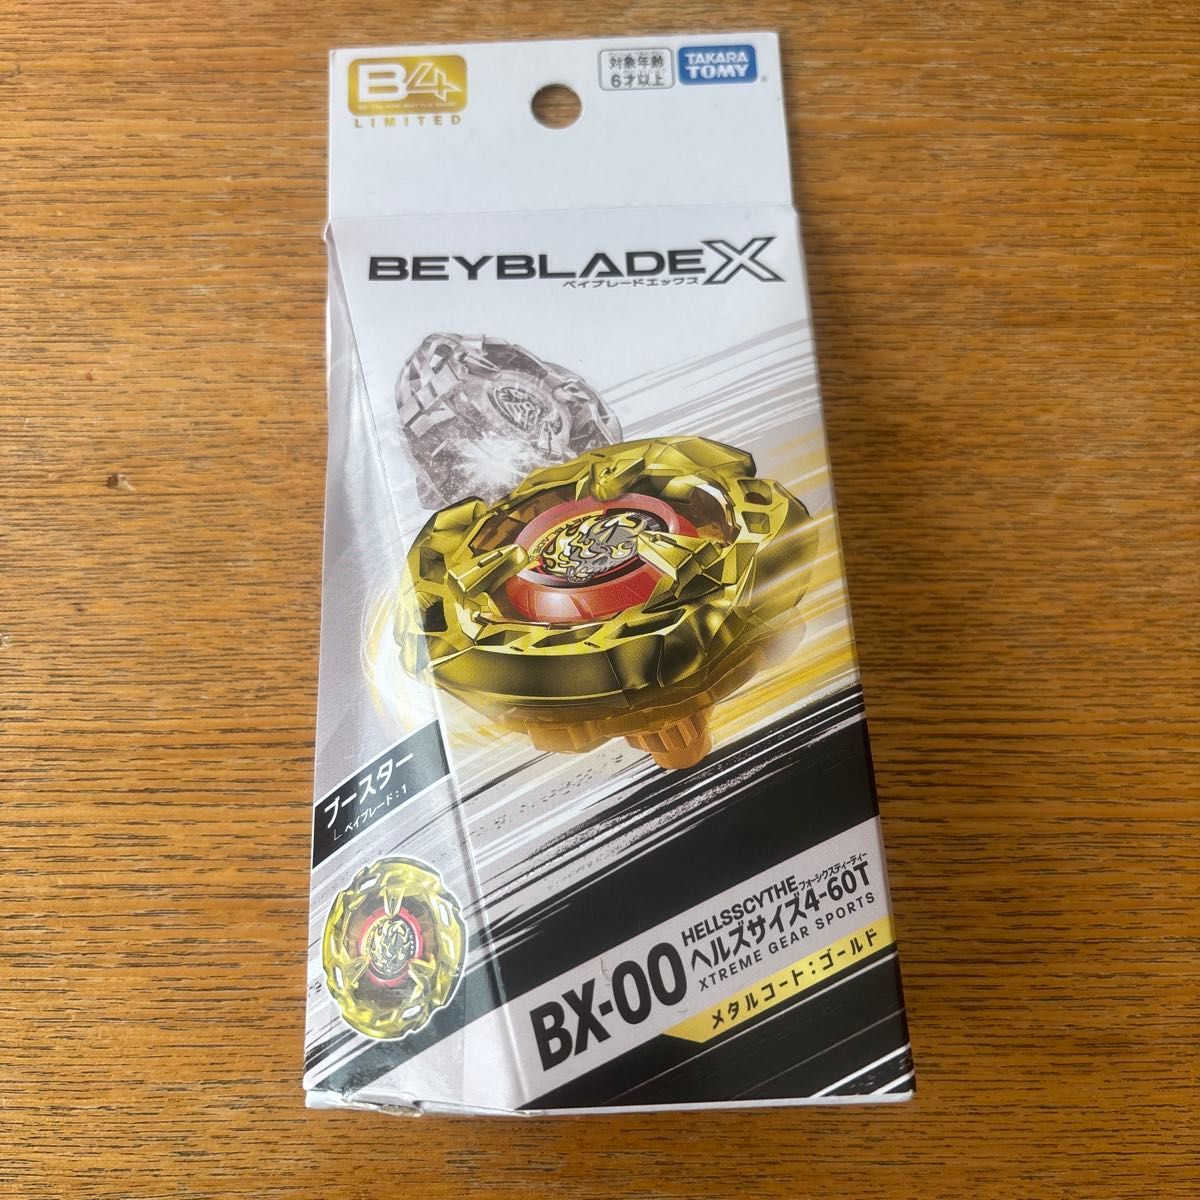 B4
LIMITED
対象年齢
6才以上
TAKARA
TOMY
BEYBLADE X
ベイブレードエックス
ブースター
ベイブレード:1
BX-00
HELLSSCYTHE
フォーシックスティーティー
ヘルズサイズ4-60T
XTREME GEAR SPORTS
メタルコート:ゴールド